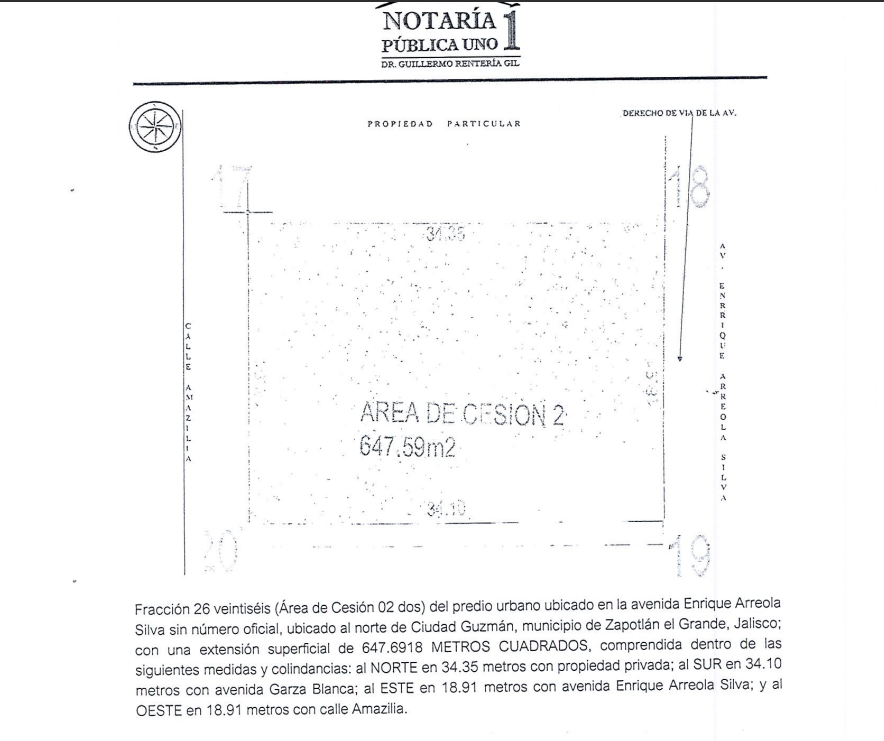 NOTARÍA 1
PÚBLICA UNO
DR. GUILLERMO RENTERÍA GIL
PROPIEDAD PARTICULAR
DERECHO DE VIA DE LA AV.
17
18
34.35
CALLE AMAZILIA
AV. ENRRIQUE ARREOLA SILVA
AREA DE CESIÓN 2
647.59m2
34.10
20
19
Fracción 26 veintiséis (Área de Cesión 02 dos) del predio urbano ubicado en la avenida Enrique Arreola
Silva sin número oficial, ubicado al norte de Ciudad Guzmán, municipio de Zapotlán el Grande, Jalisco;
con una extensión superficial de 647.6918 METROS CUADRADOS, comprendida dentro de las
siguientes medidas y colindancias: al NORTE en 34.35 metros con propiedad privada; al SUR en 34.10
metros con avenida Garza Blanca; al ESTE en 18.91 metros con avenida Enrique Arreola Silva; y al
OESTE en 18.91 metros con calle Amazilia.